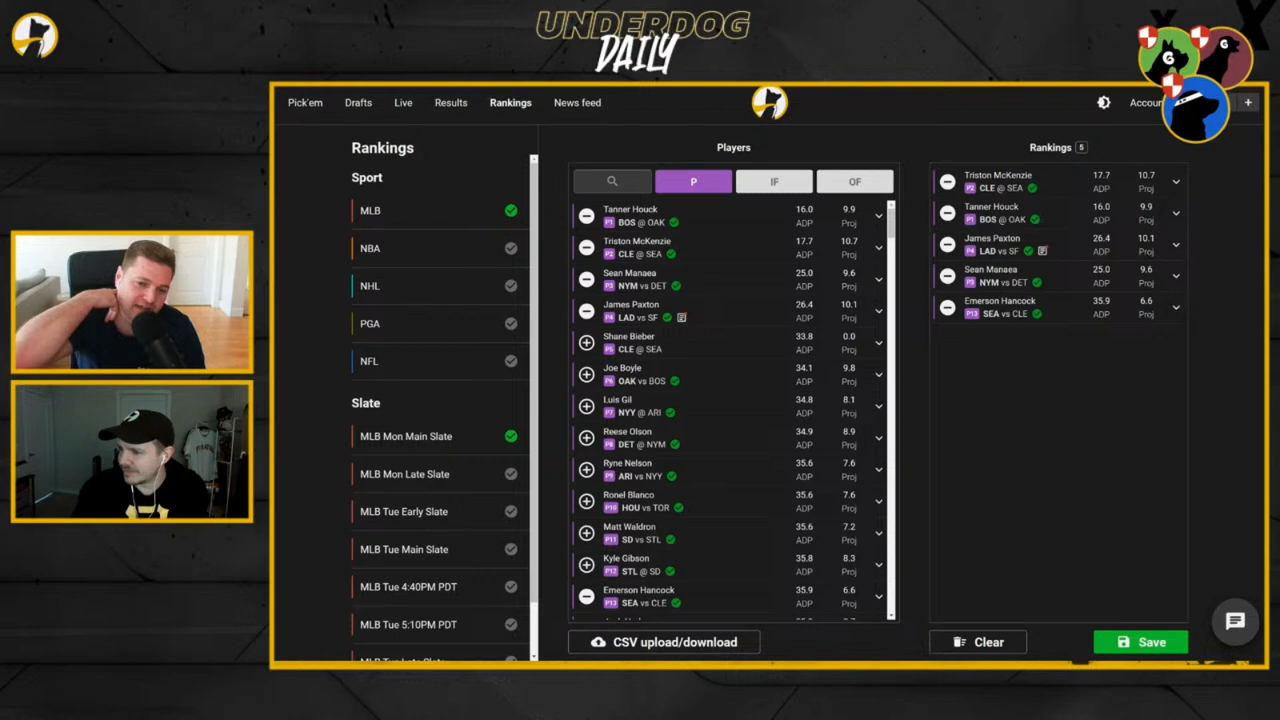 UNDERDOG
DAILY
Pick'em
Drafts
Live
Results
Rankings
News feed
Rankings
Sport
MLB
NBA
NHL
PGA
NFL
Slate
MLB Mon Main Slate
MLB Mon Late Slate
MLB Tue Early Slate
MLB Tue Main Slate
MLB Tue 4:40PM PDT
MLB Tue 5:10PM PDT
Players
P
IF
OF
Tanner Houck 16.0 9.9
P1 BOS @ OAK ADP Proj
Triston McKenzie 17.7 10.7
P2 CLE @ SEA ADP Proj
Sean Manaea 25.0 9.6
P3 NYM vs DET ADP Proj
James Paxton 26.4 10.1
P4 LAD vs SF ADP Proj
Shane Bieber 33.8 0.0
P5 CLE @ SEA ADP Proj
Joe Boyle 34.1 9.8
P6 OAK vs BOS ADP Proj
Luis Gil 34.8 8.1
P7 NYY @ ARI ADP Proj
Reese Olson 34.9 8.9
P8 DET @ NYM ADP Proj
Ryne Nelson 35.6 7.6
P9 ARI vs NYY ADP Proj
Ronel Blanco 35.6 7.6
P10 HOU vs TOR ADP Proj
Matt Waldron 35.6 7.2
P11 SD vs STL ADP Proj
Kyle Gibson 35.8 8.3
P12 STL @ SD ADP Proj
Emerson Hancock 35.9 6.6
P13 SEA vs CLE ADP Proj
CSV upload/download
Rankings 5
Triston McKenzie 17.7 10.7
P2 CLE @ SEA ADP Proj
Tanner Houck 16.0 9.9
P1 BOS @ OAK ADP Proj
James Paxton 26.4 10.1
P4 LAD vs SF ADP Proj
Sean Manaea 25.0 9.6
P3 NYM vs DET ADP Proj
Emerson Hancock 35.9 6.6
P13 SEA vs CLE ADP Proj
Clear
Save
G
G